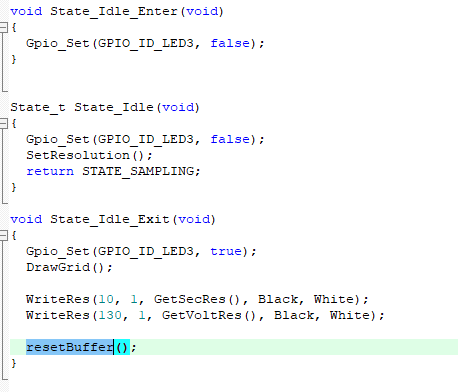 void State_Idle_Enter(void)
{
Gpio_Set(GPIO_ID_LED3, false);
}
State_t State_Idle(void)
{
Gpio_Set(GPIO_ID_LED3, false);
SetResolution();
return STATE_SAMPLING;
}
void State_Idle_Exit(void)
{
Gpio_Set(GPIO_ID_LED3, true);
DrawGrid();
WriteRes(10, 1, GetSecRes(), Black, White);
WriteRes(130, 1, GetVoltRes(), Black, White);
resetBuffer();
}